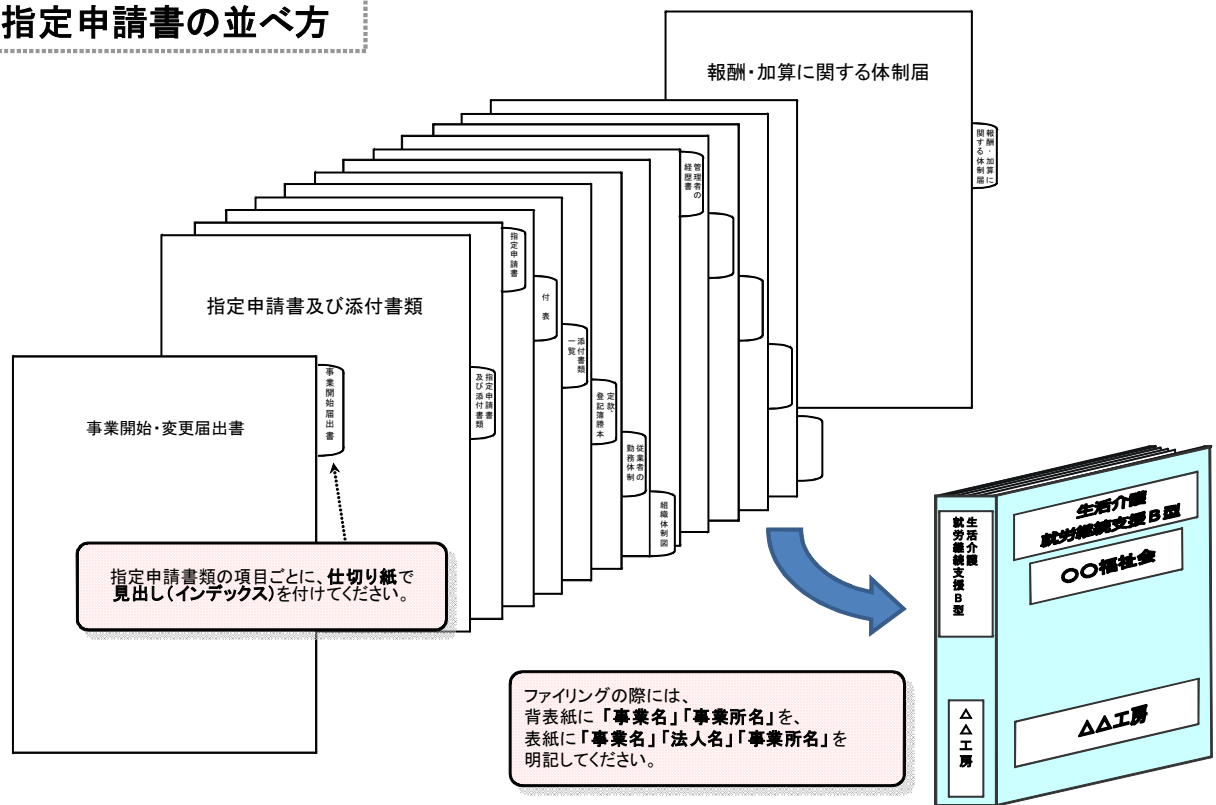 指定申請書の並べ方
報酬・加算に関する体制届
報酬・加算に
関する体制届
管理者の
経歴書
指定申請書
付表
添付書類
一覧
定款、
登記簿謄本
従業者の
勤務体制
組織体制図
指定申請書及び添付書類
指定申請書
及び添付書類
事業開始・変更届出書
事業開始届出書
指定申請書類の項目ごとに、仕切り紙で
見出し（インデックス）を付けてください。
ファイリングの際には、
背表紙に「事業名」「事業所名」を、
表紙に「事業名」「法人名」「事業所名」を
明記してください。
生活介護
就労継続支援B型
△△工房
生活介護
就労継続支援B型
〇〇福祉会
△△工房